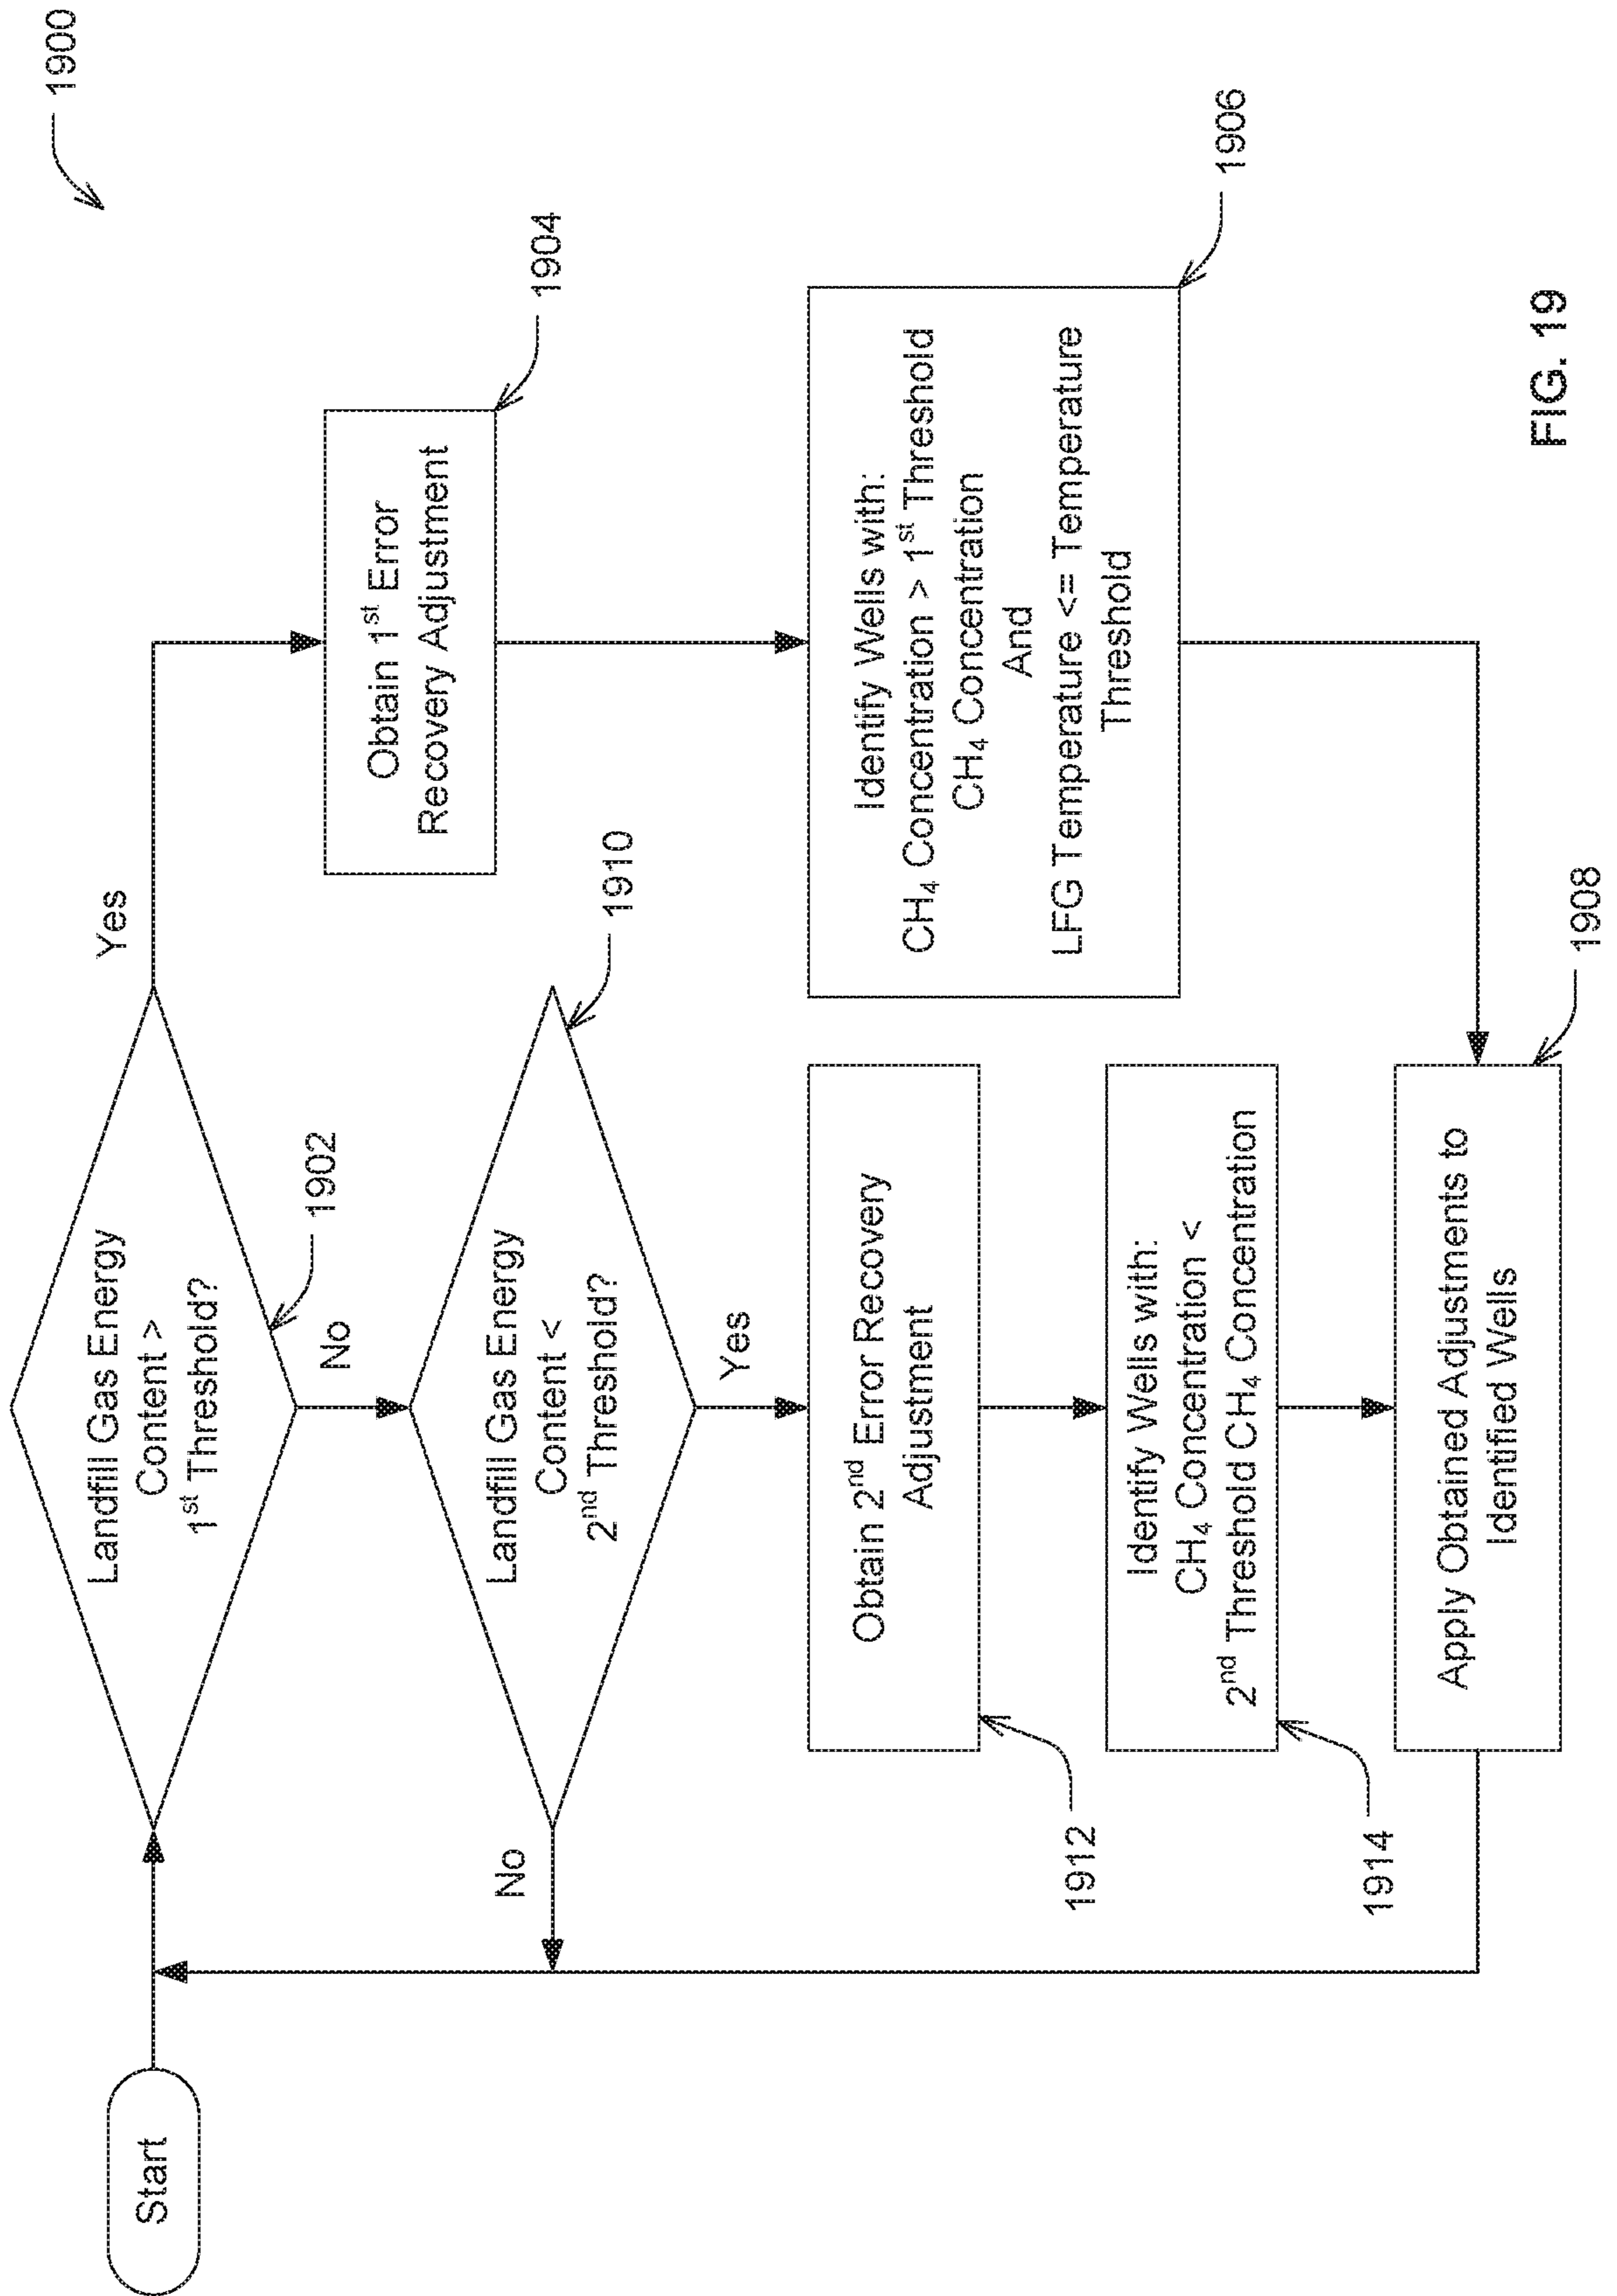 1900
Start
Landfill Gas Energy
Content >
1st Threshold?
1902
Yes
No
Obtain 1st Error
Recovery Adjustment
1904
Landfill Gas Energy
Content <
2nd Threshold?
1910
No
Yes
Identify Wells with:
CH4 Concentration > 1st Threshold
CH4 Concentration
And
LFG Temperature <= Temperature
Threshold
1906
Obtain 2nd Error Recovery
Adjustment
1912
Identify Wells with:
CH4 Concentration <
2nd Threshold CH4 Concentration
1914
Apply Obtained Adjustments to
Identified Wells
1908
FIG. 19